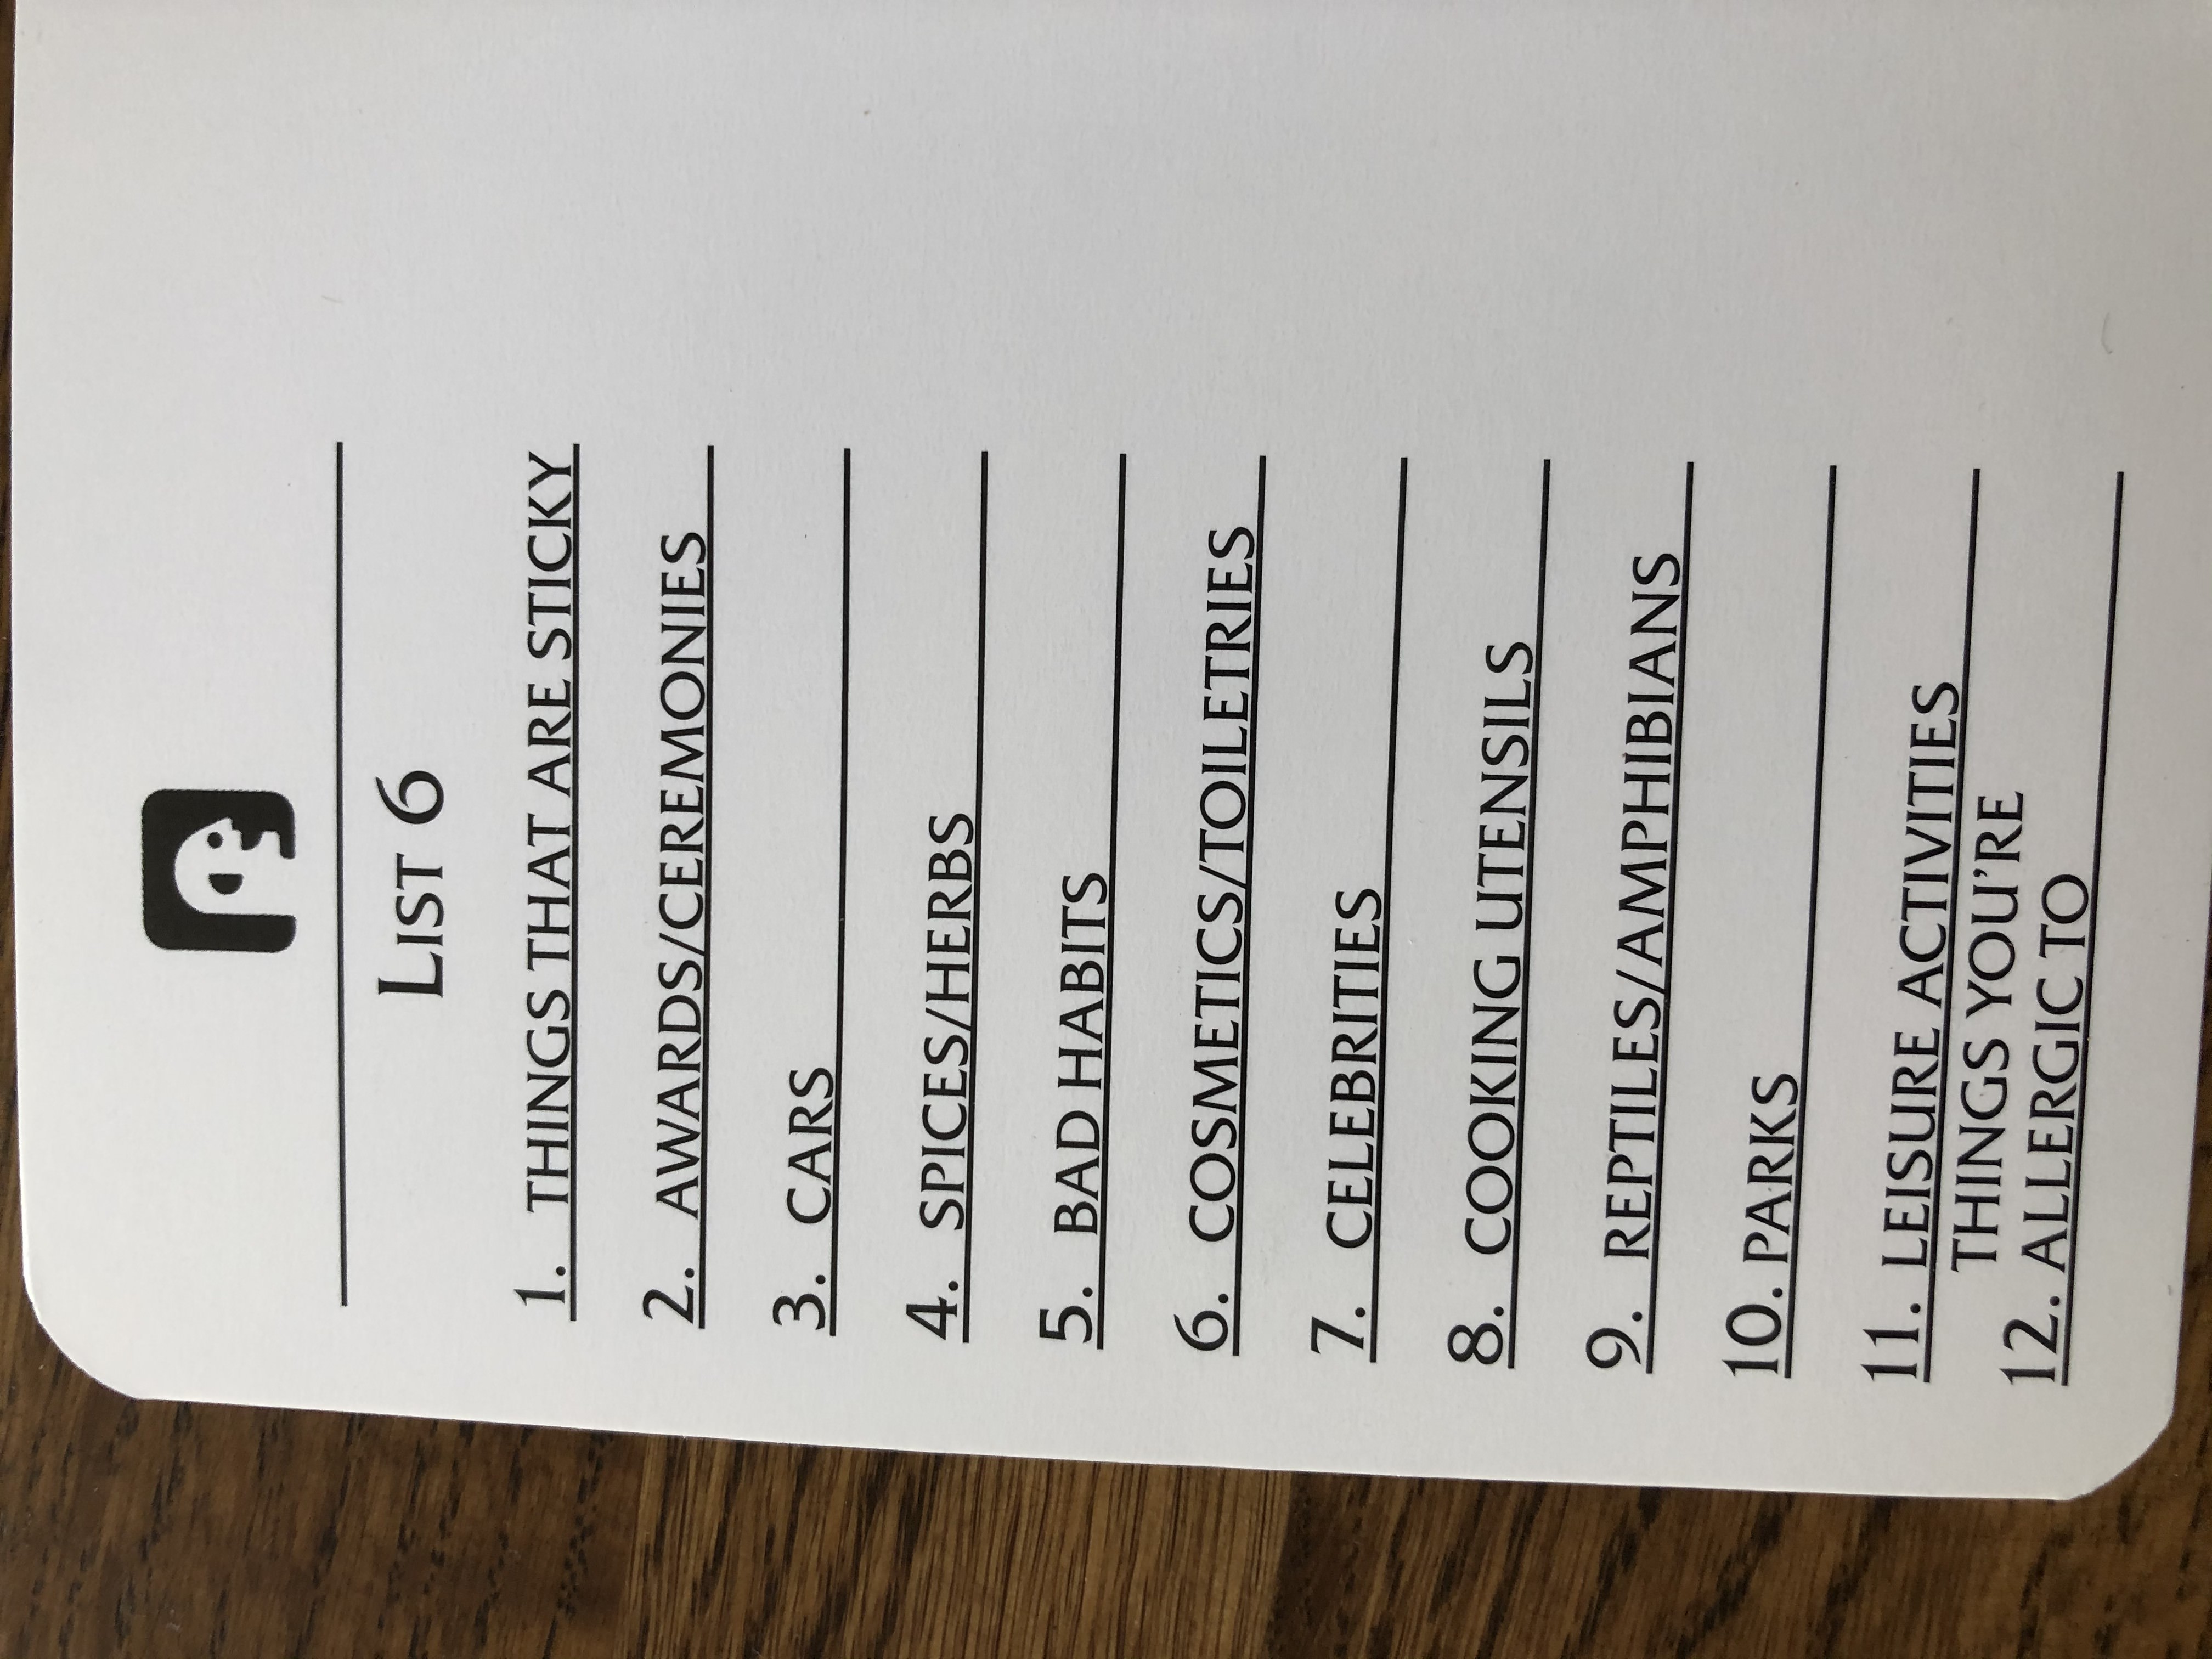 LIST 6
1. THINGS THAT ARE STICKY
2. AWARDS/CEREMONIES
3. CARS
4. SPICES/HERBS
5. BAD HABITS
6. COSMETICS/TOILETRIES
7. CELEBRITIES
8. COOKING UTENSILS
9. REPTILES/AMPHIBIANS
10. PARKS
11. LEISURE ACTIVITIES
THINGS YOU'RE
12. ALLERGIC TO